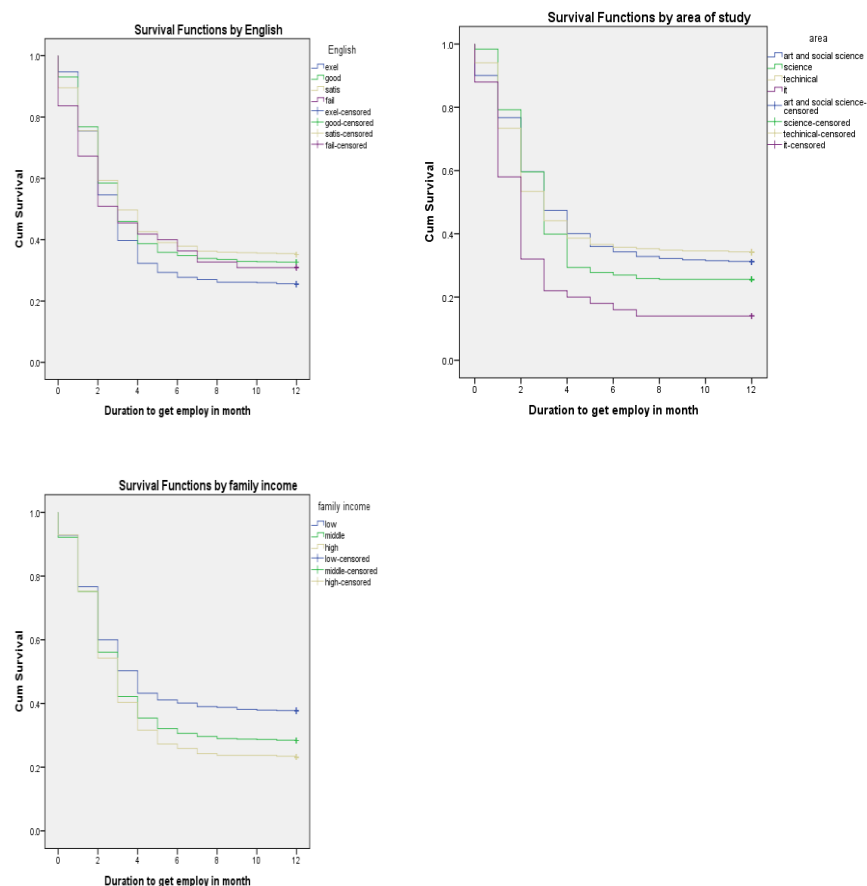 Survival Functions by English
English
exel
good
satis
fail
exel-censored
good-censored
satis-censored
fail-censored
Cum Survival
1.0
0.8
0.6
0.4
0.2
0.0
0 2 4 6 8 10 12
Duration to get employ in month
Survival Functions by area of study
area
art and social science
science
techinical
it
art and social science-
censored
science-censored
techinical-censored
it-censored
Cum Survival
1.0
0.8
0.6
0.4
0.2
0.0
0 2 4 6 8 10 12
Duration to get employ in month
Survival Functions by family income
family income
low
middle
high
low-censored
middle-censored
high-censored
Cum Survival
1.0
0.8
0.6
0.4
0.2
0.0
0 2 4 6 8 10 12
Duration to get employ in month